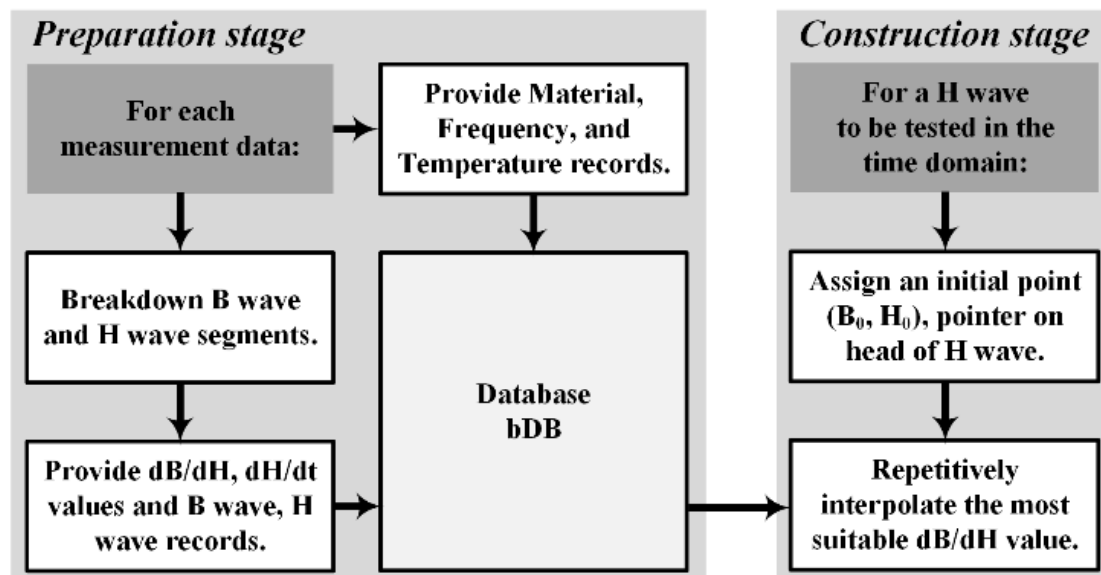 Preparation stage
For each
measurement data:
Provide Material,
Frequency, and
Temperature records.
Breakdown B wave
and H wave segments.
Provide dB/dH, dH/dt
values and B wave, H
wave records.
Database
bDB
Construction stage
For a H wave
to be tested in the
time domain:
Assign an initial point
(B₀, H₀), pointer on
head of H wave.
Repetitively
interpolate the most
suitable dB/dH value.